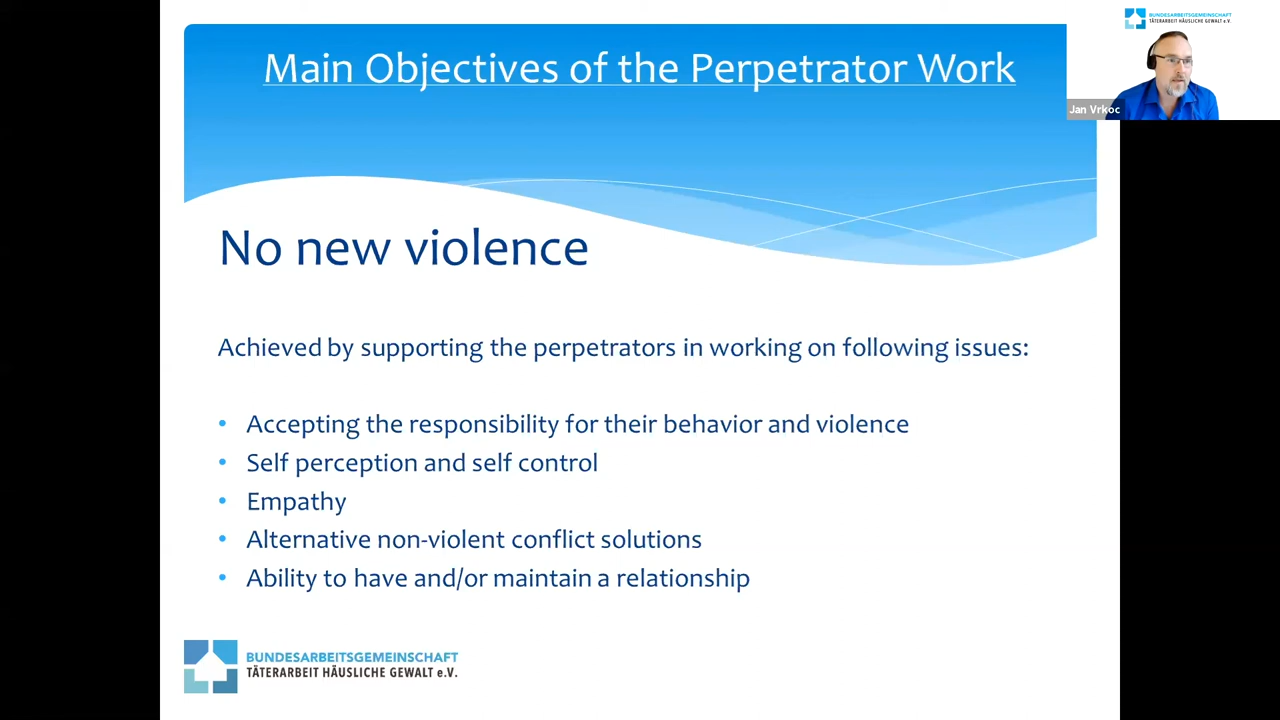 Main Objectives of the Perpetrator Work
BUNDESARBEITSGEMEINSCHAFT
TÄTERARBEIT HÄUSLICHE GEWALT e.V.
Jan Vrkoc
No new violence
Achieved by supporting the perpetrators in working on following issues:
• Accepting the responsibility for their behavior and violence
• Self perception and self control
• Empathy
• Alternative non-violent conflict solutions
• Ability to have and/or maintain a relationship
BUNDESARBEITSGEMEINSCHAFT
TÄTERARBEIT HÄUSLICHE GEWALT e.V.